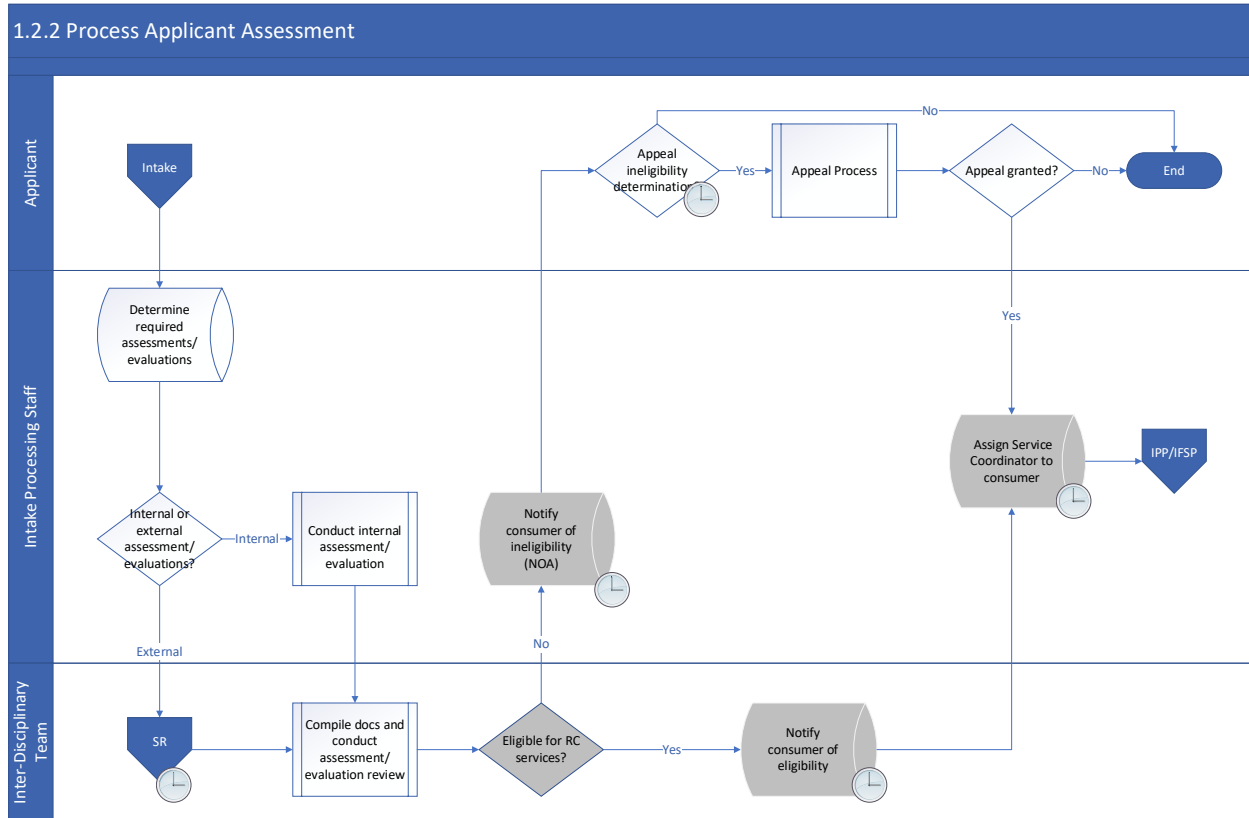 1.2.2 Process Applicant Assessment
Applicant
Intake
No
Appeal
ineligibility
determination
Yes
Appeal Process
Appeal granted?
No
End
Intake Processing Staff
Determine
required
assessments/
evaluations
Yes
Assign Service
Coordinator to
consumer
IPP/IFSP
Internal or
external
assessment/
evaluations?
Internal
Conduct internal
assessment/
evaluation
Notify
consumer of
ineligibility
(NOA)
No
External
Inter-Disciplinary
Team
SR
Compile docs and
conduct
assessment/
evaluation review
Eligible for RC
services?
Yes
Notify
consumer of
eligibility